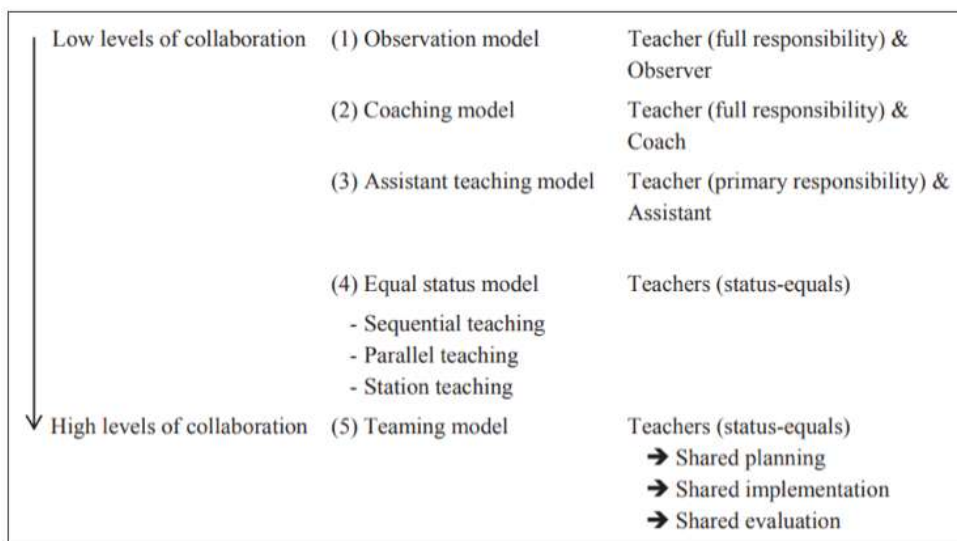 Low levels of collaboration (1) Observation model Teacher (full responsibility) &
Observer
(2) Coaching model Teacher (full responsibility) &
Coach
(3) Assistant teaching model Teacher (primary responsibility) &
Assistant
(4) Equal status model Teachers (status-equals)
- Sequential teaching
- Parallel teaching
- Station teaching
High levels of collaboration (5) Teaming model Teachers (status-equals)
➔ Shared planning
➔ Shared implementation
➔ Shared evaluation